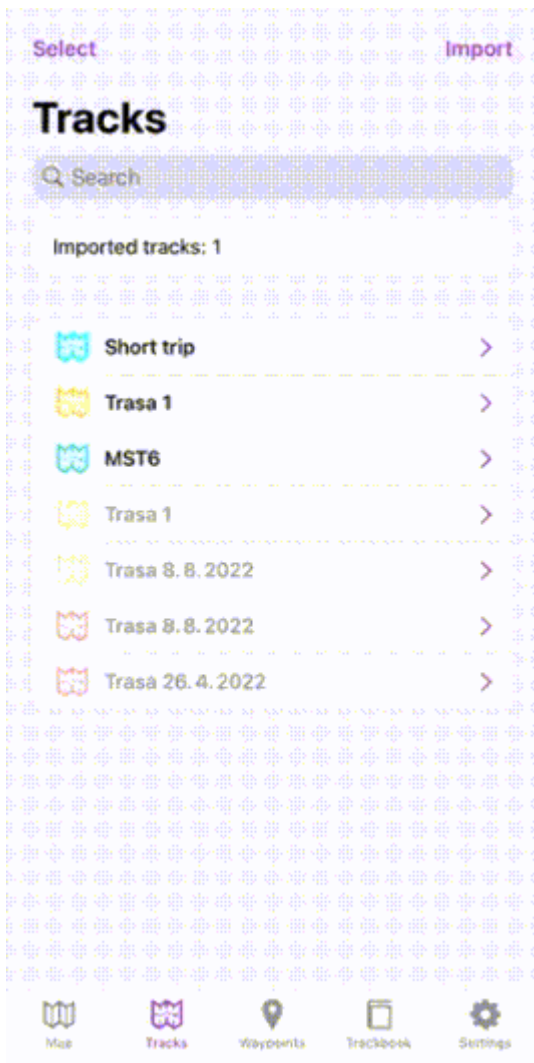 Select
Import
Tracks
Search
Imported tracks: 1
Short trip
Trasa 1
MST6
Trasa 1
Trasa 8. 8. 2022
Trasa 8. 8. 2022
Trasa 26. 4. 2022
Map
Tracks
Waypoints
Trackbook
Settings